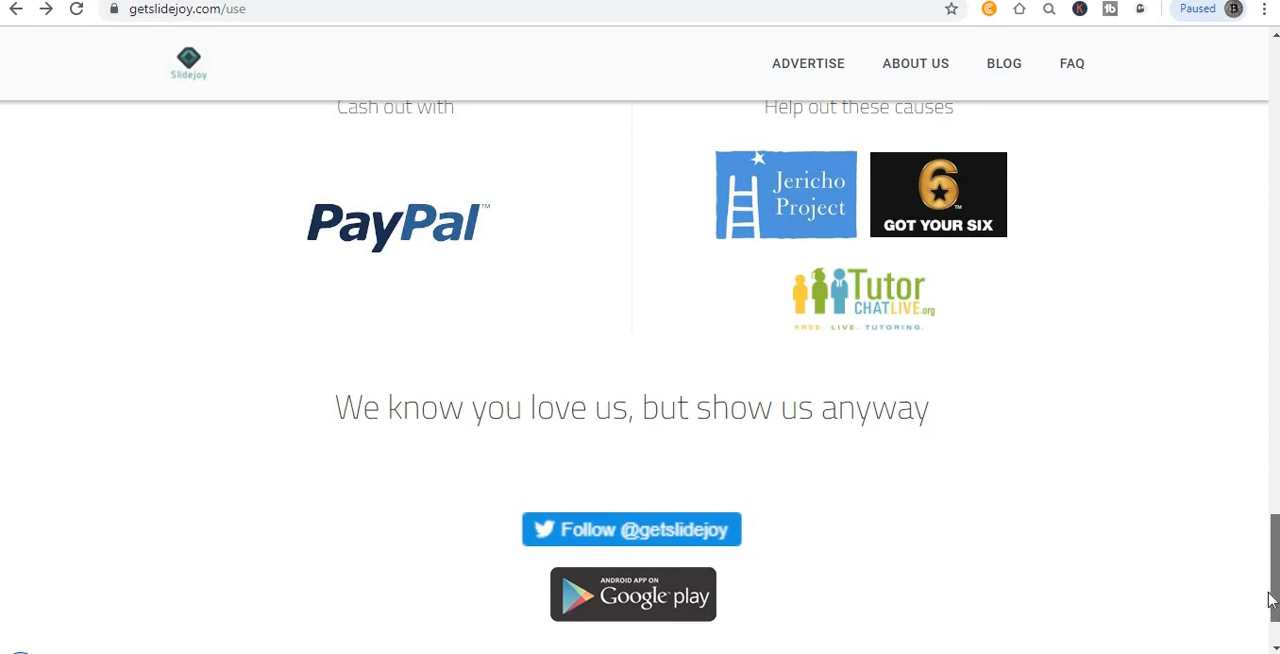 getslidejoy.com/use
Paused
Slidejoy
ADVERTISE
ABOUT US
BLOG
FAQ
Cash out with
Help out these causes
PayPal™
Jericho
Project
6™
GOT YOUR SIX
Tutor
CHATLIVE.org
FREE. LIVE. TUTORING.
We know you love us, but show us anyway
Follow @getslidejoy
ANDROID APP ON
Google play